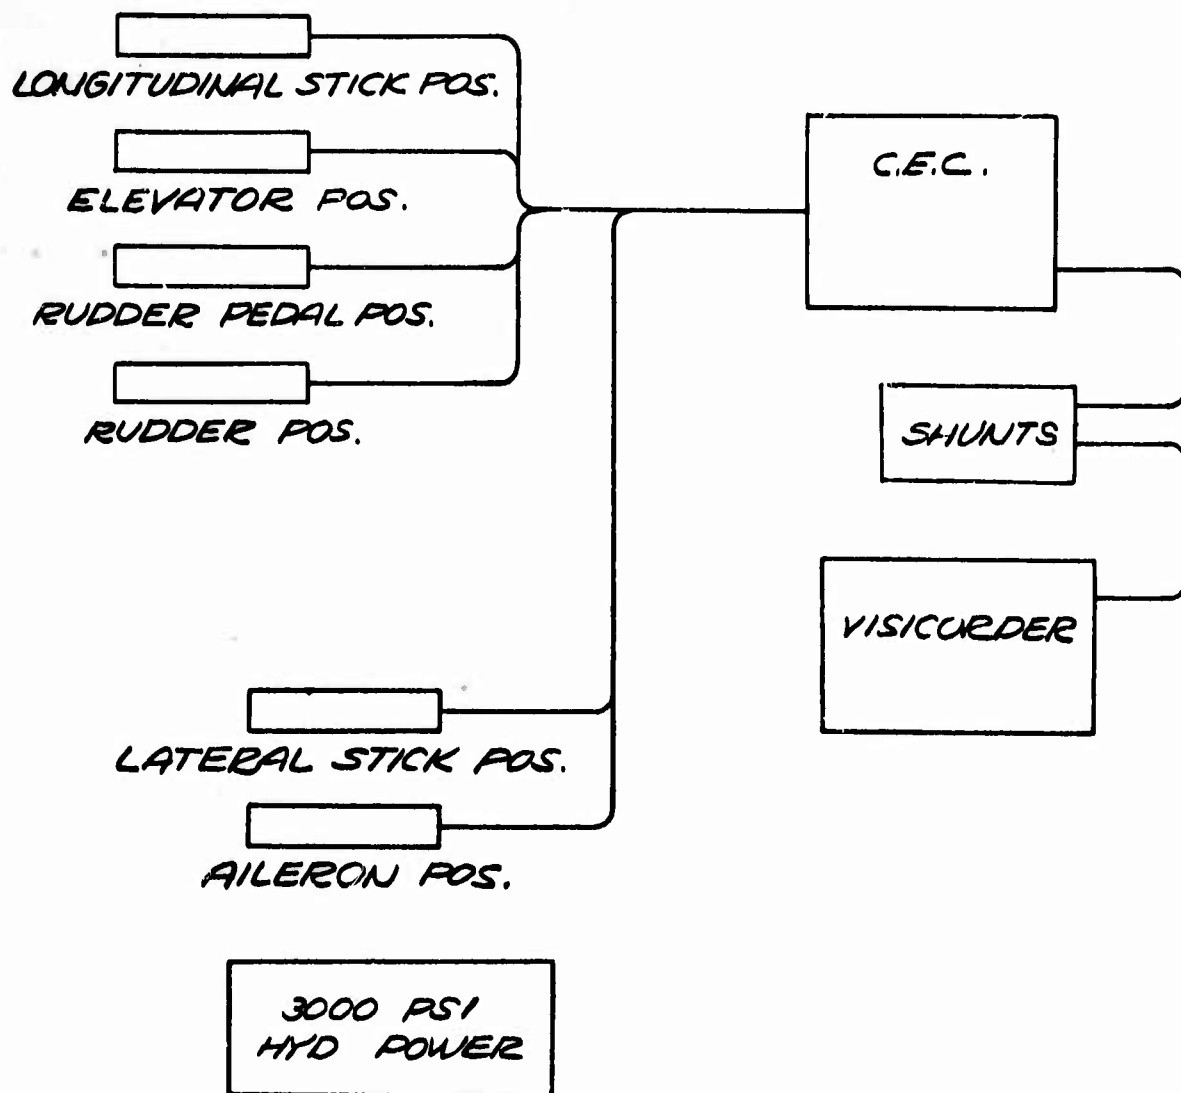 LONGITUDINAL STICK POS.
ELEVATOR POS.
RUDDER PEDAL POS.
RUDDER POS.
C.E.C.
SHUNTS
VISICORDER
LATERAL STICK POS.
AILERON POS.
3000 PSI
HYD POWER